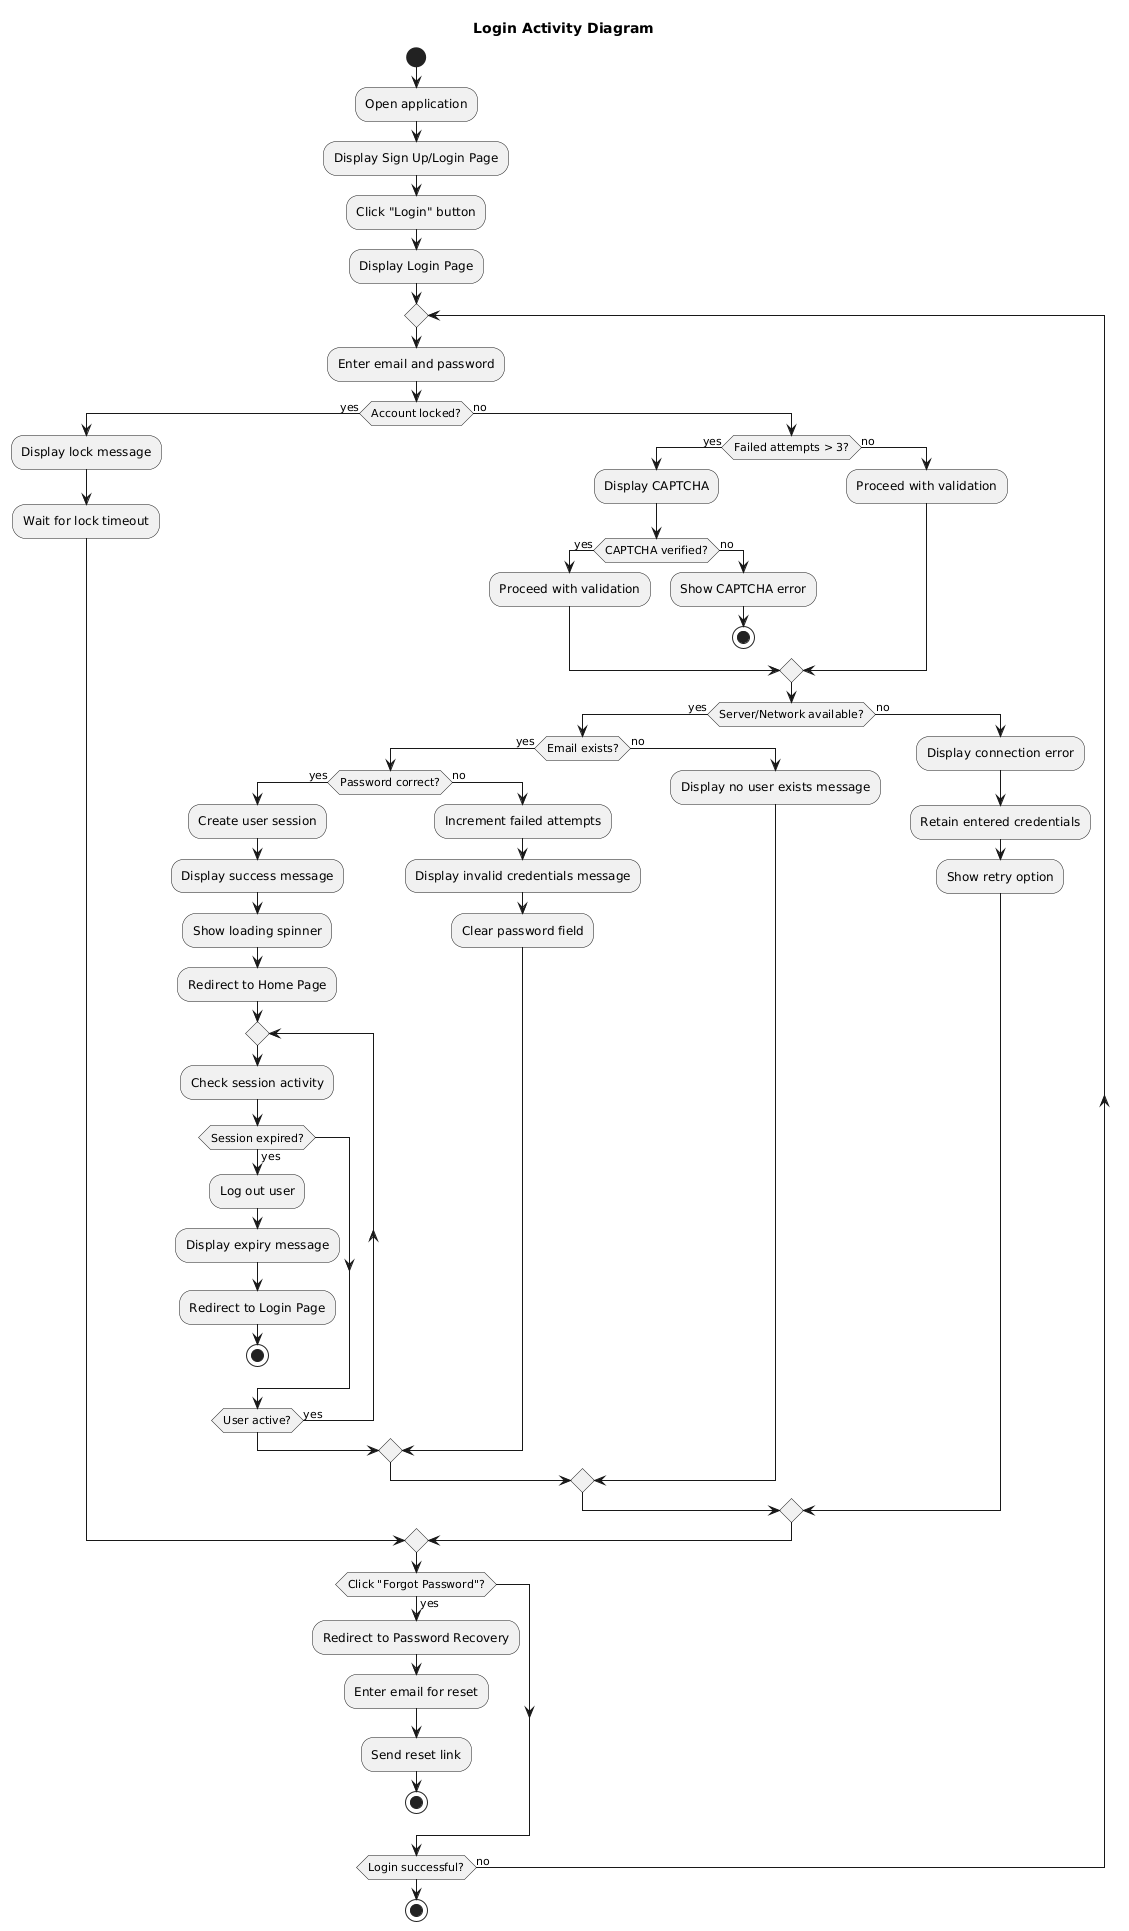 Login Activity Diagram
Open application
Display Sign Up/Login Page
Click "Login" button
Display Login Page
Enter email and password
yes
Account locked?
no
Display lock message
Wait for lock timeout
yes
Failed attempts > 3?
no
Display CAPTCHA
Proceed with validation
yes
CAPTCHA verified?
no
Proceed with validation
Show CAPTCHA error
yes
Server/Network available?
no
yes
Email exists?
no
Display connection error
yes
Password correct?
no
Display no user exists message
Create user session
Increment failed attempts
Retain entered credentials
Display success message
Display invalid credentials message
Show retry option
Show loading spinner
Clear password field
Redirect to Home Page
Check session activity
Session expired?
yes
Log out user
Display expiry message
Redirect to Login Page
User active?
yes
Click "Forgot Password"?
yes
Redirect to Password Recovery
Enter email for reset
Send reset link
Login successful?
no